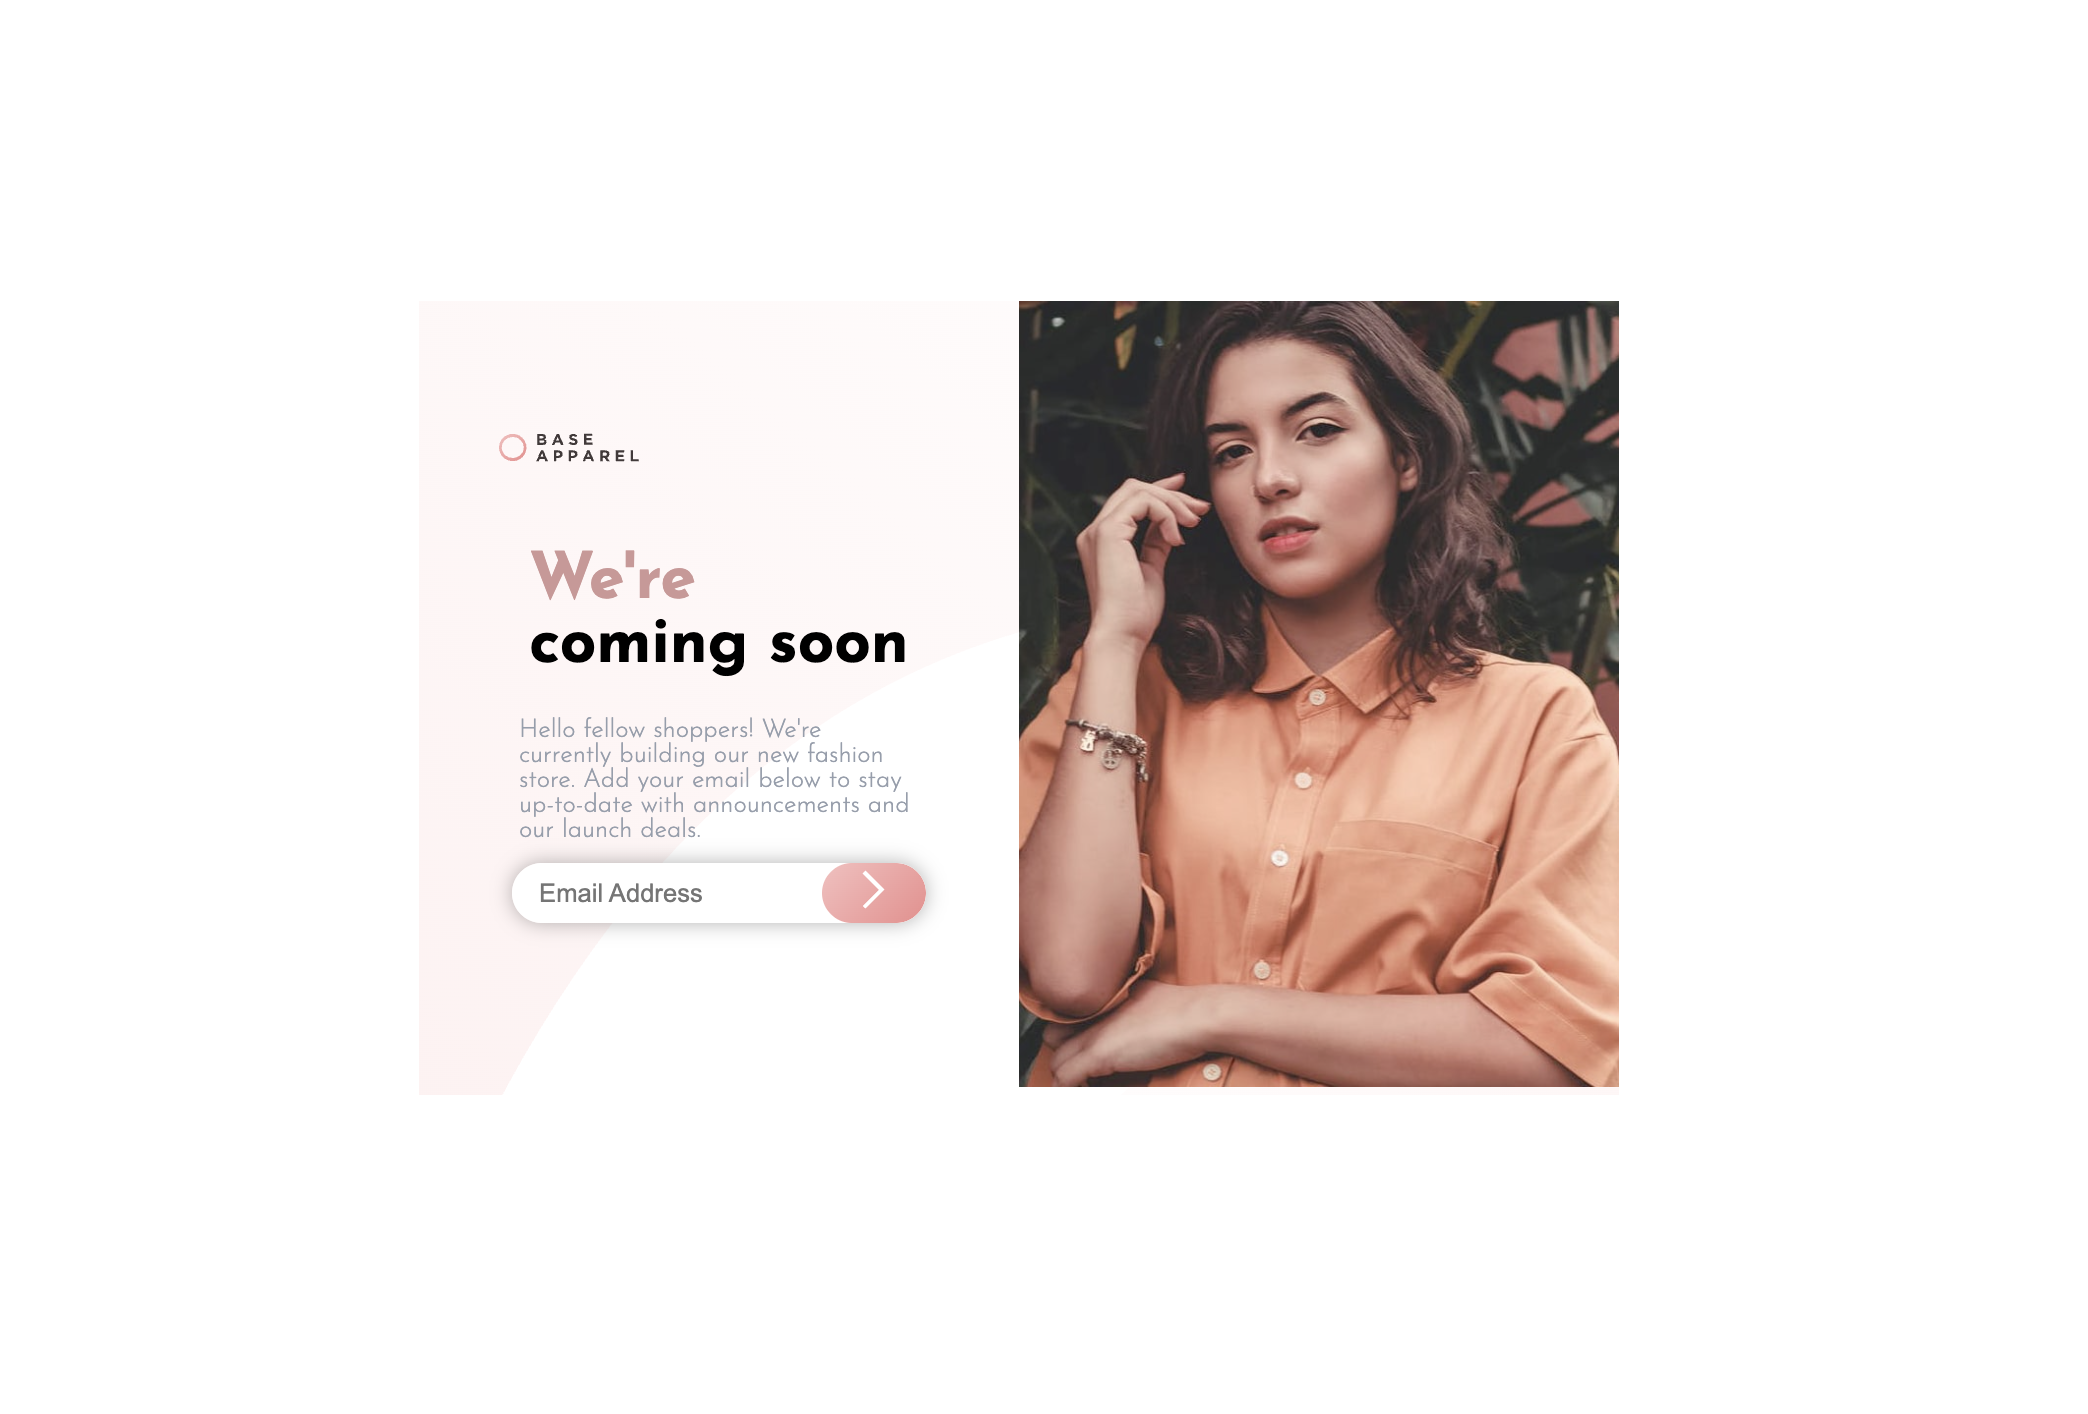 BASE
APPAREL
We're
coming soon
Hello fellow shoppers! We're
currently building our new fashion
store. Add your email below to stay
up-to-date with announcements and
our launch deals.
Email Address